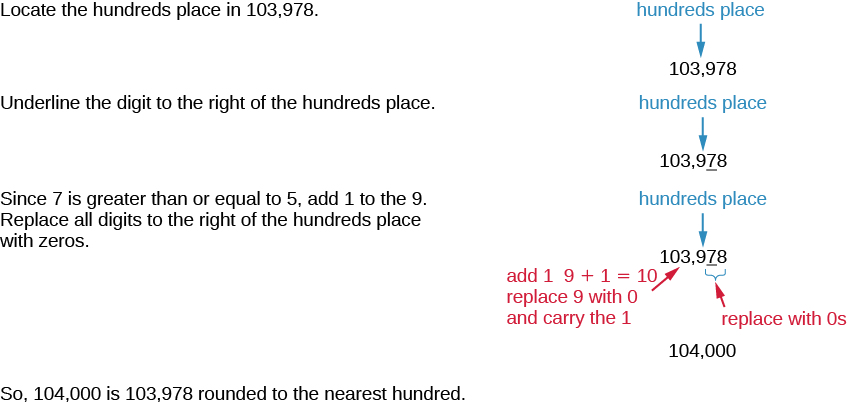 Locate the hundreds place in 103,978.
hundreds place
103,978
Underline the digit to the right of the hundreds place.
hundreds place
103,978
Since 7 is greater than or equal to 5, add 1 to the 9.
Replace all digits to the right of the hundreds place
with zeros.
hundreds place
103,978
add 1 9 + 1 = 10
replace 9 with 0
and carry the 1
replace with 0s
104,000
So, 104,000 is 103,978 rounded to the nearest hundred.